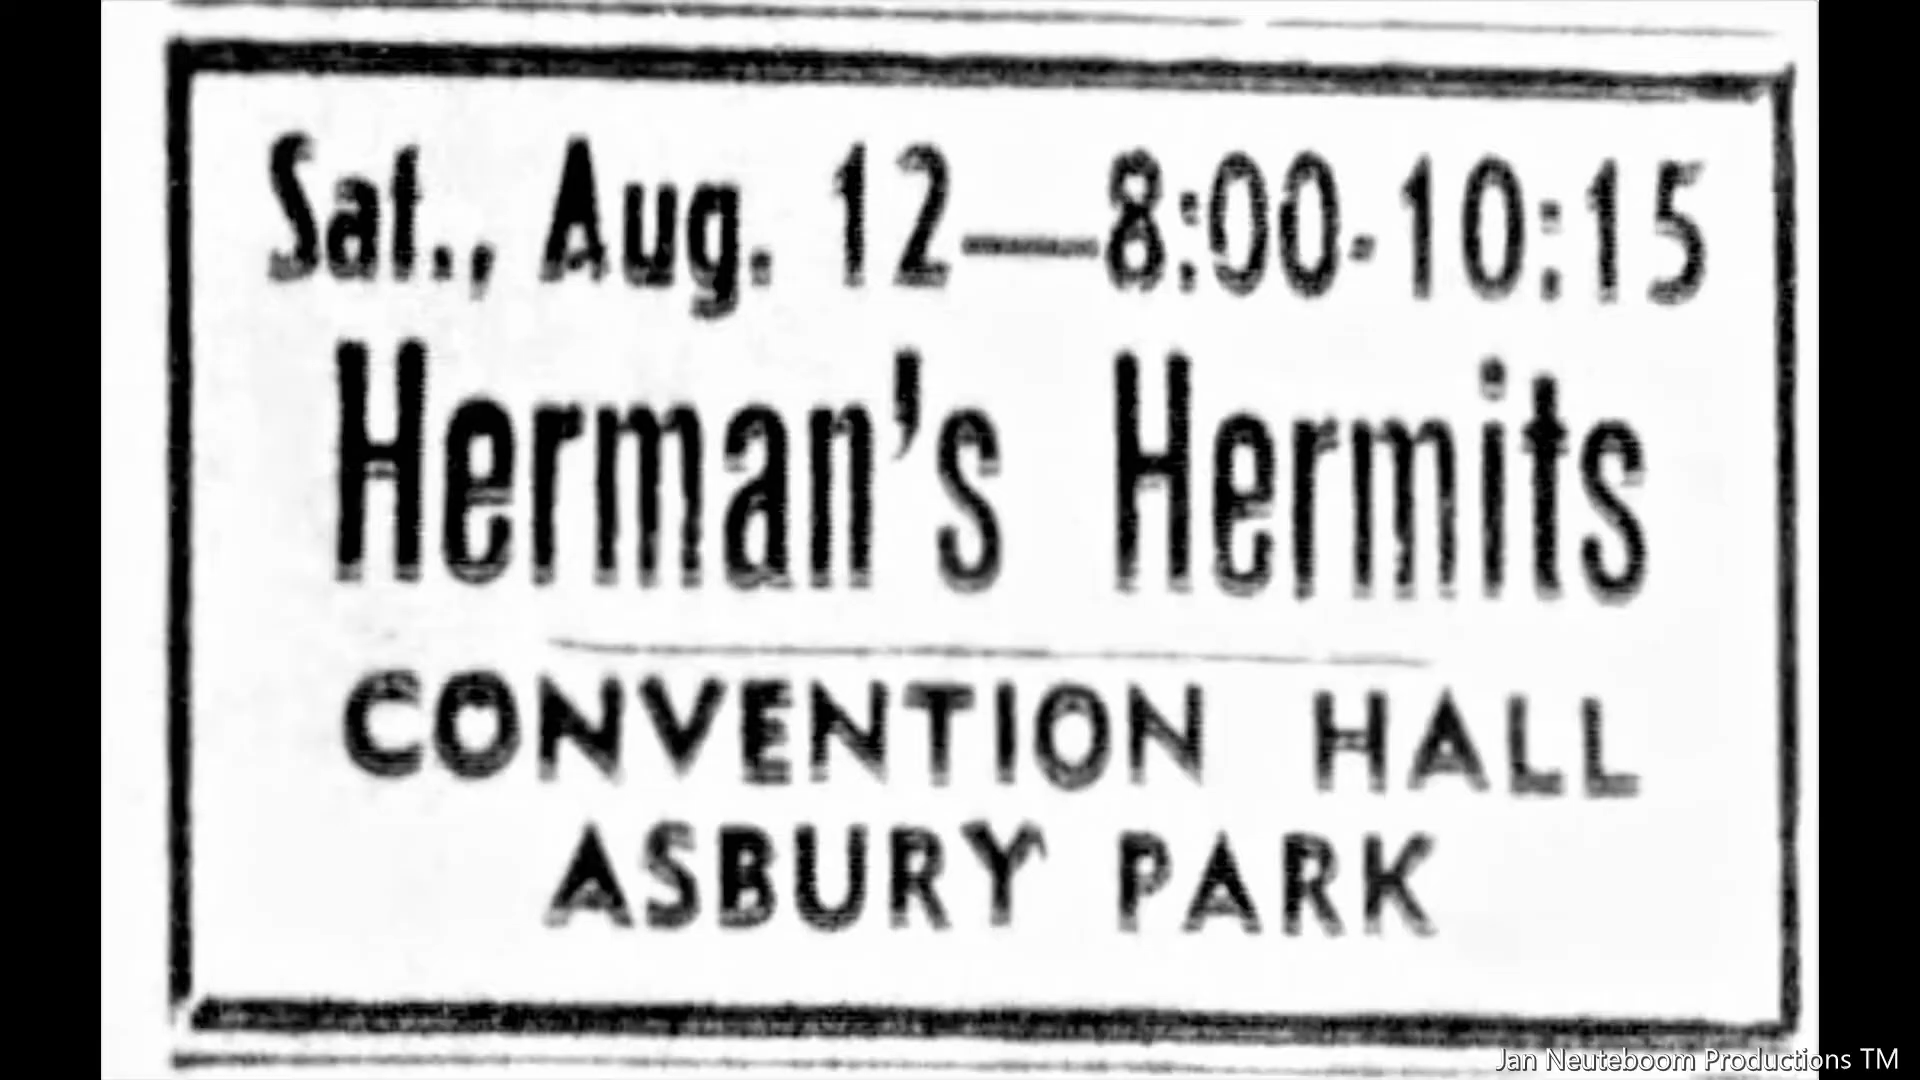 Sat., Aug. 12—8:00-10:15
Herman's Hermits
CONVENTION HALL
ASBURY PARK
Jan Neuteboom Productions TM